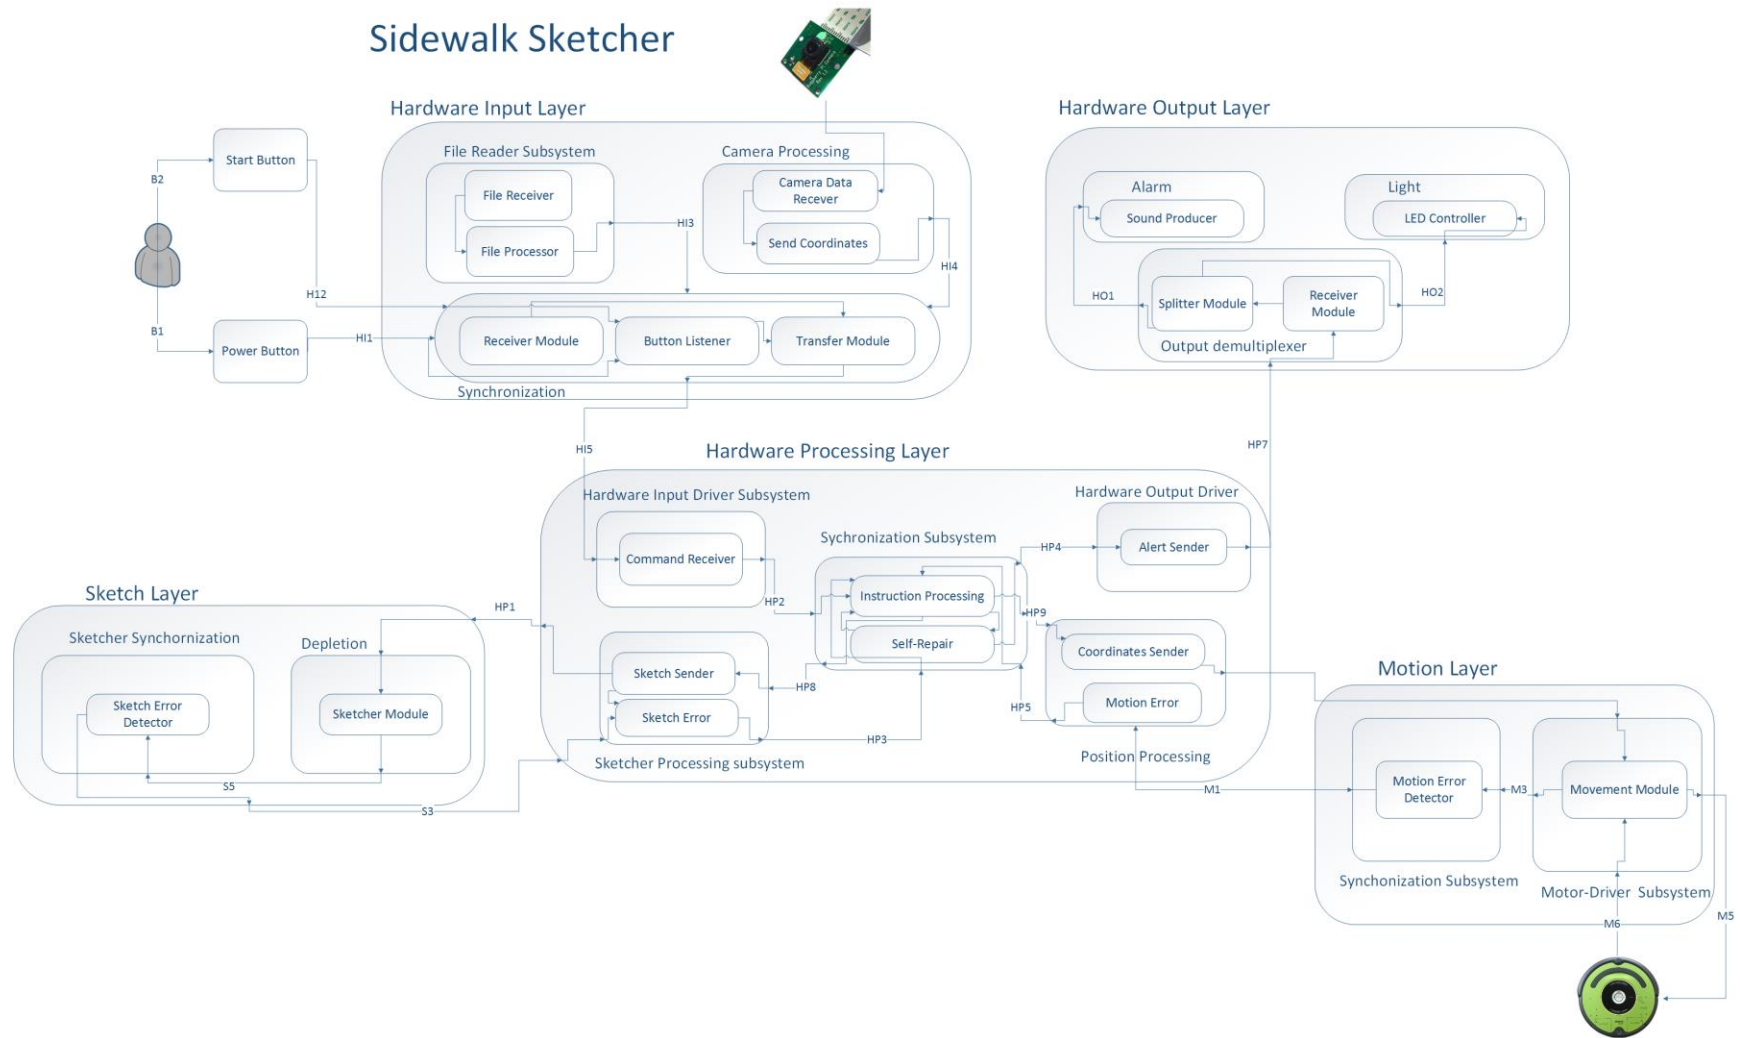 Sidewalk Sketcher
Hardware Input Layer
Hardware Output Layer
File Reader Subsystem
Camera Processing
Start Button
B2
File Receiver
Camera Data
Recever
File Processor
Send Coordinates
HI3
HI4
H12
B1
Power Button
HI1
Receiver Module
Button Listener
Transfer Module
Synchronization
Alarm
Light
Sound Producer
LED Controller
HO1
Splitter Module
Receiver
Module
HO2
Output demultiplexer
HI5
HP7
Hardware Processing Layer
Hardware Input Driver Subsystem
Hardware Output Driver
Sychronization Subsystem
Command Receiver
HP4
Alert Sender
Instruction Processing
HP2
HP9
Self-Repair
Coordinates Sender
Sketch Sender
HP8
Motion Error
HP5
Sketch Error
HP3
Sketcher Processing subsystem
Position Processing
Sketch Layer
HP1
Sketcher Synchornization
Depletion
Sketch Error
Detector
Sketcher Module
S5
S3
Motion Layer
M1
Motion Error
Detector
M3
Movement Module
Synchonization Subsystem
Motor-Driver Subsystem
M6
M5